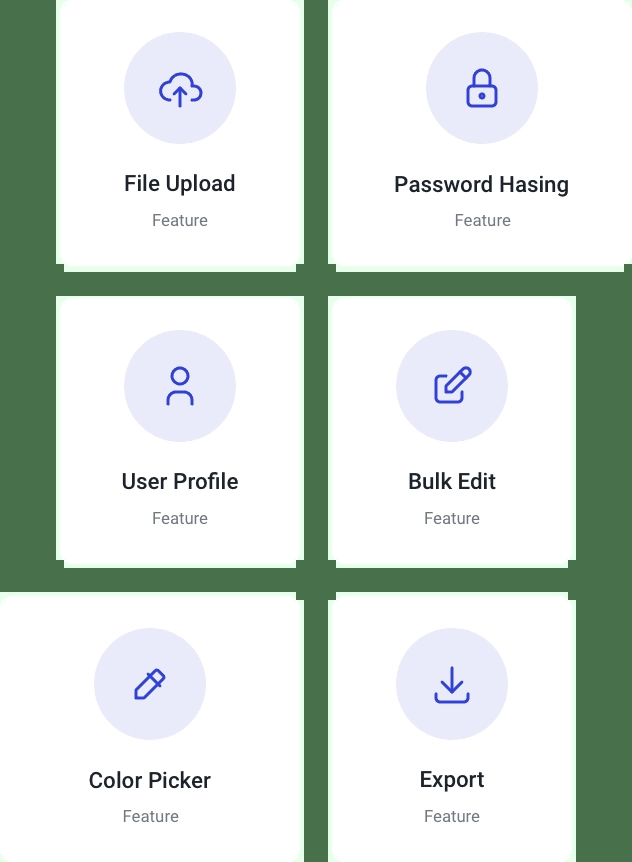 File Upload
Feature
Password Hasing
Feature
User Profile
Feature
Bulk Edit
Feature
Color Picker
Feature
Export
Feature